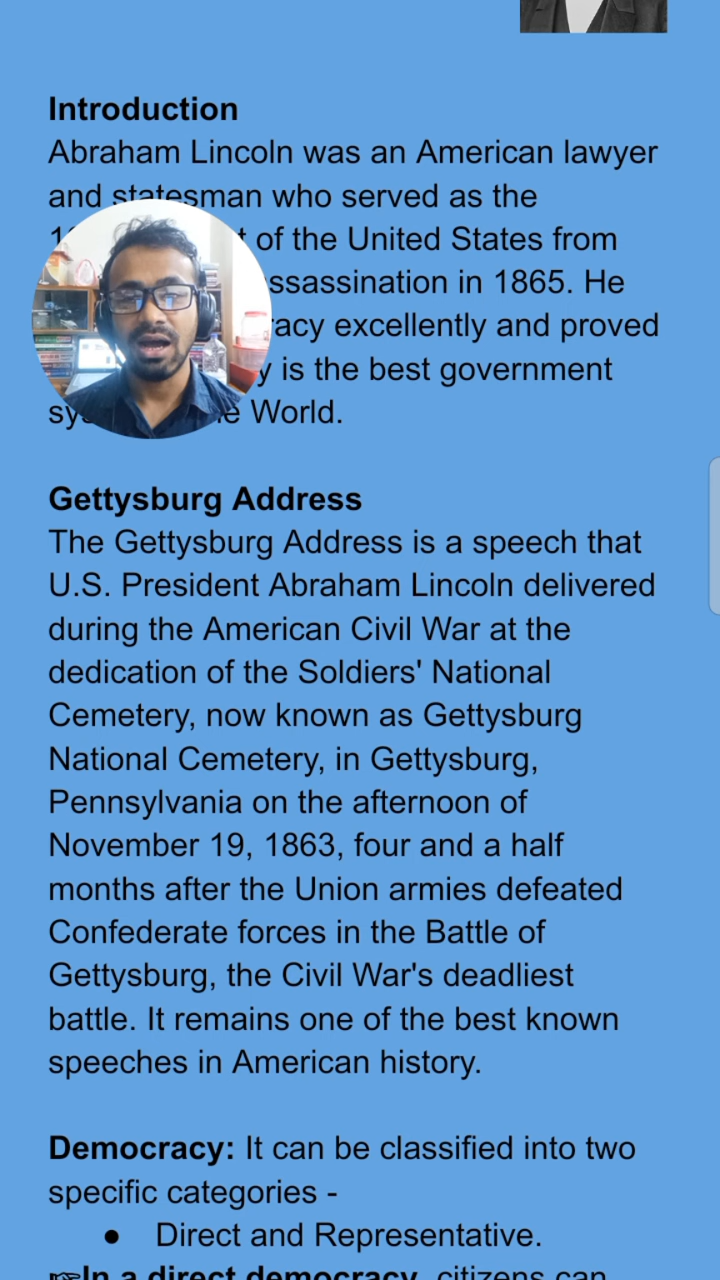 Introduction
Abraham Lincoln was an American lawyer
and statesman who served as the
of the United States from
assassination in 1865. He
excellently and proved
is the best government
World.
Gettysburg Address
The Gettysburg Address is a speech that
U.S. President Abraham Lincoln delivered
during the American Civil War at the
dedication of the Soldiers' National
Cemetery, now known as Gettysburg
National Cemetery, in Gettysburg,
Pennsylvania on the afternoon of
November 19, 1863, four and a half
months after the Union armies defeated
Confederate forces in the Battle of
Gettysburg, the Civil War's deadliest
battle. It remains one of the best known
speeches in American history.
Democracy: It can be classified into two
specific categories -
● Direct and Representative.
☞In a direct democracy, citizens can